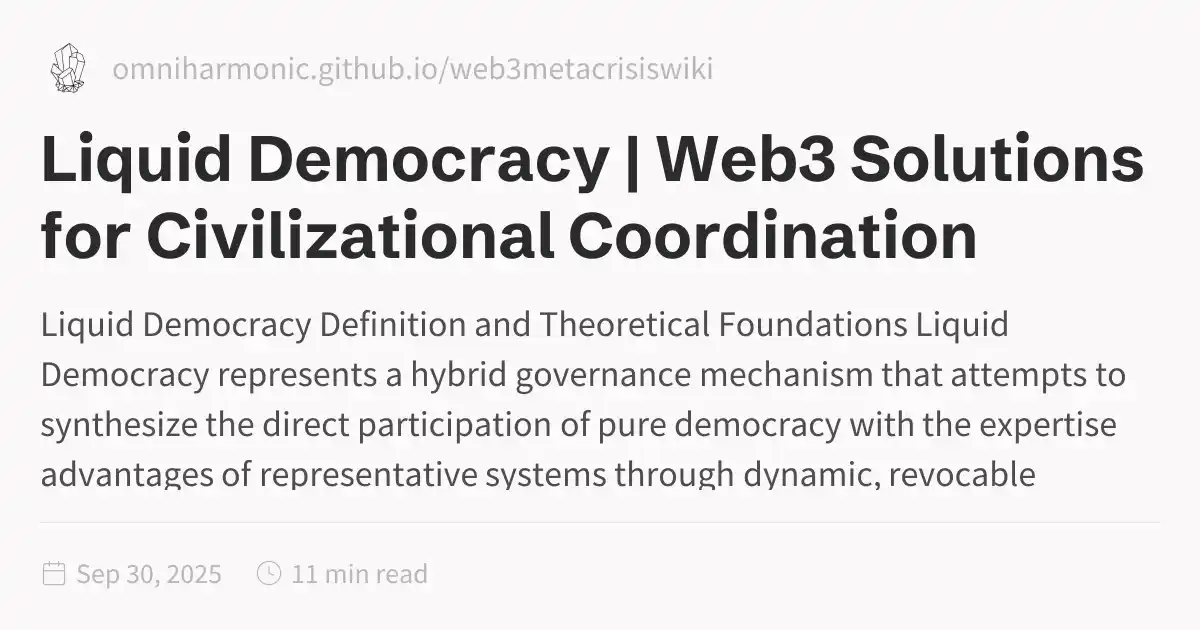 omniharmonic.github.io/web3metacrisiswiki
Liquid Democracy | Web3 Solutions
for Civilizational Coordination
Liquid Democracy Definition and Theoretical Foundations Liquid
Democracy represents a hybrid governance mechanism that attempts to
synthesize the direct participation of pure democracy with the expertise
advantages of representative systems through dynamic, revocable
Sep 30, 2025 11 min read